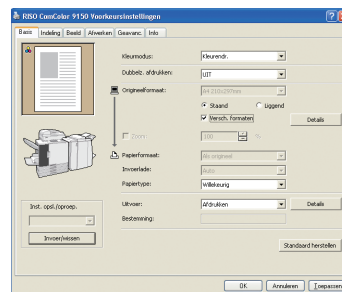 RISO ComColor 9150 Voorkeursinstellingen
Basis Indeling Beeld Afwerken Geavanc. Info
Kleurmodus: Kleurendr.
Dubbelz. afdrukken: UIT
Origineelformaat: A4 210x297mm
Staand Liggend
Versch. formaten Details
Zoom: 100 %
Papierformaat: Als origineel
Invoerlade: Auto
Papiertype: Willekeurig
Inst. opsl./oproep.
Invoer/wissen
Uitvoer: Afdrukken Details
Bestemming:
Standaard herstellen
OK Annuleren Toepassen